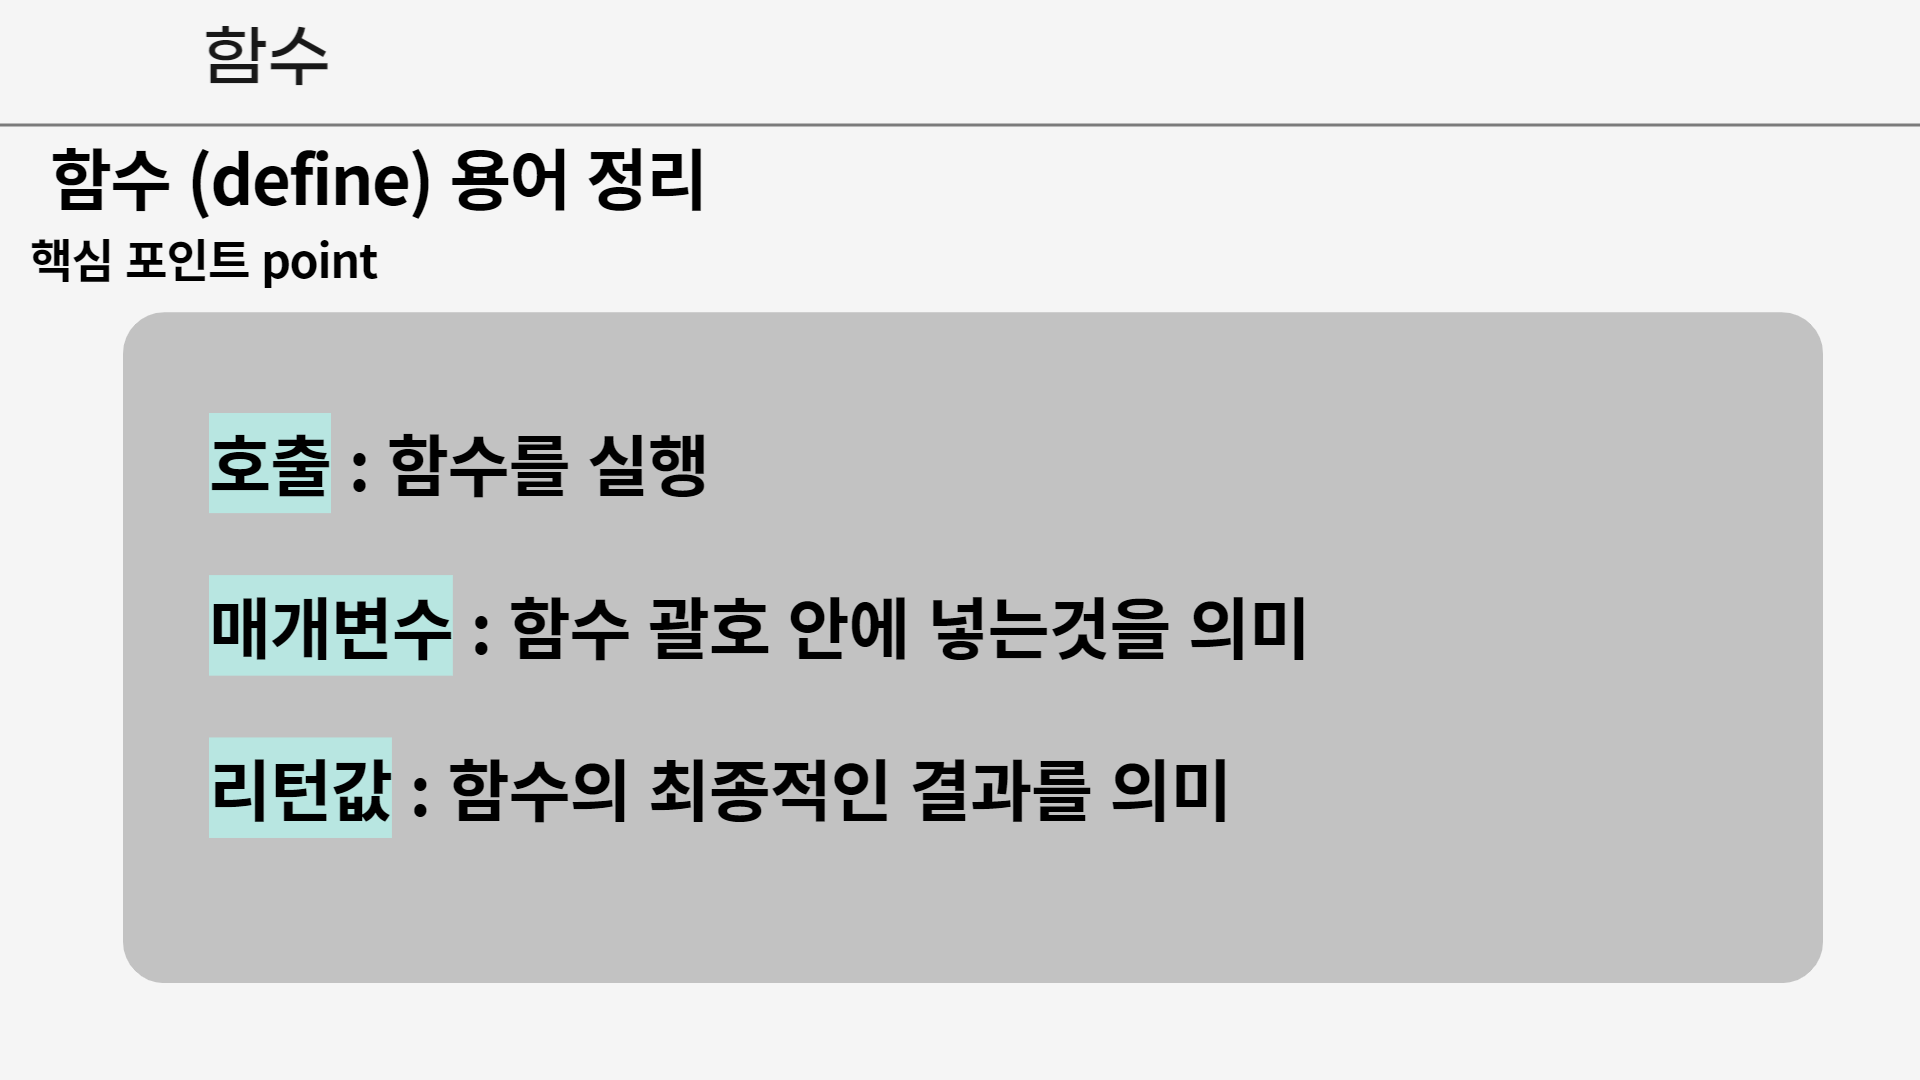 함수
함수 (define) 용어 정리
핵심 포인트 point
호출 : 함수를 실행
매개변수 : 함수 괄호 안에 넣는것을 의미
리턴값 : 함수의 최종적인 결과를 의미